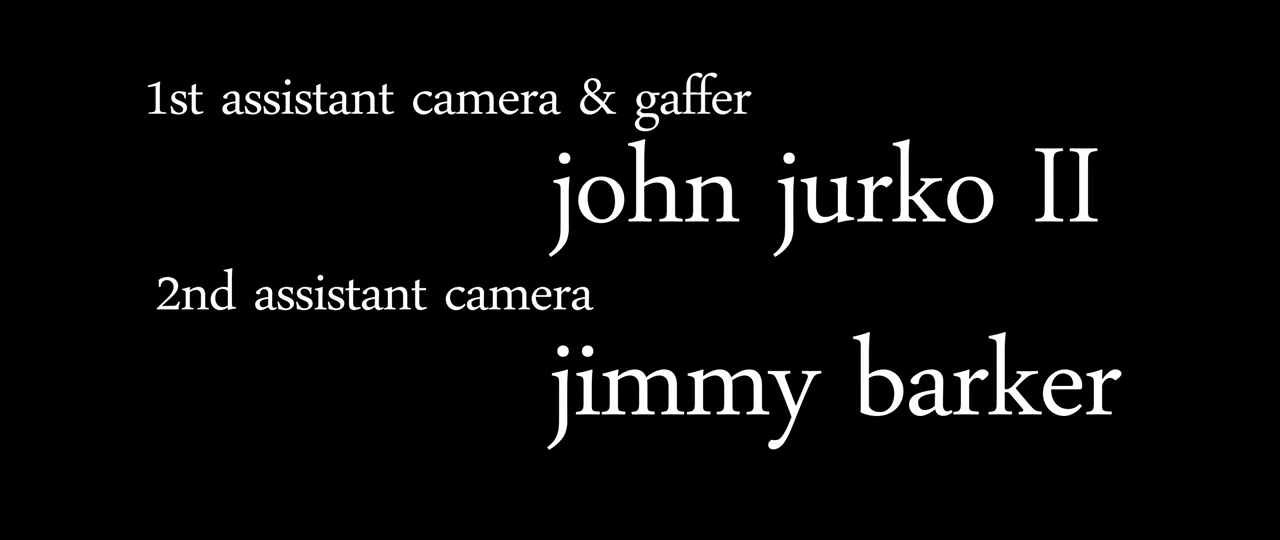 1st assistant camera & gaffer
john jurko II
2nd assistant camera
jimmy barker